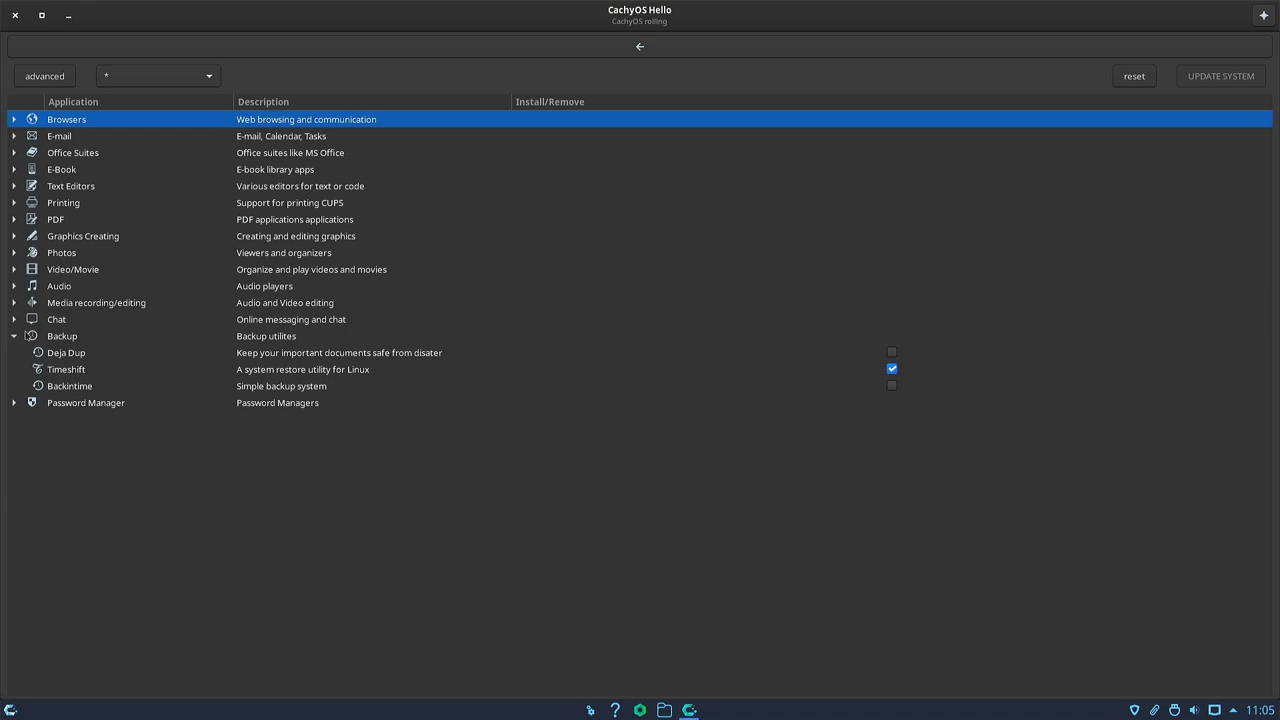 CachyOS Hello
CachyOS rolling
advanced * reset UPDATE SYSTEM
Application Description Install/Remove
Browsers Web browsing and communication
E-mail E-mail, Calendar, Tasks
Office Suites Office suites like MS Office
E-Book E-book library apps
Text Editors Various editors for text or code
Printing Support for printing CUPS
PDF PDF applications applications
Graphics Creating Creating and editing graphics
Photos Viewers and organizers
Video/Movie Organize and play videos and movies
Audio Audio players
Media recording/editing Audio and Video editing
Chat Online messaging and chat
Backup Backup utilites
Deja Dup Keep your important documents safe from disater
Timeshift A system restore utility for Linux
Backintime Simple backup system
Password Manager Password Managers
11:05